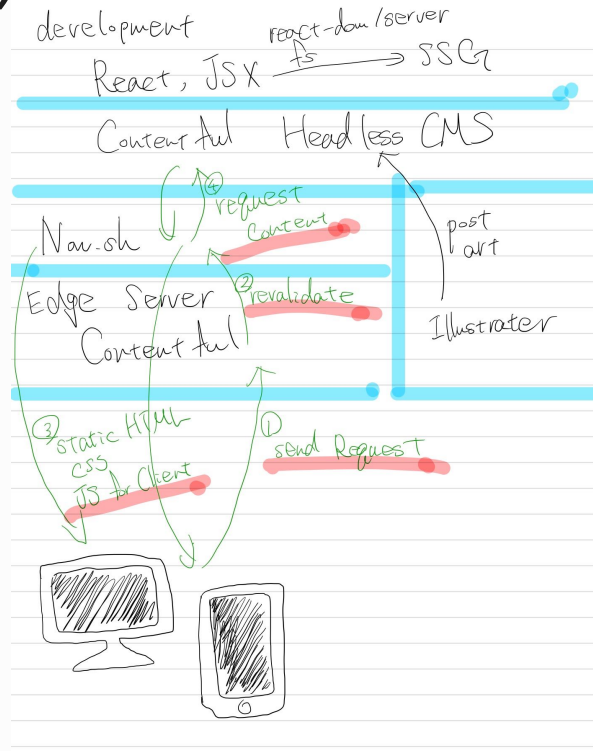 development
react-dom/server
fs
React, JSX → SSG
Contentful Headless CMS
④
request
Content
Now.sh
post
art
②
revalidate
Edge Server
Contentful
Illustrater
③
static HTML
css
JS for Client
①
send Request